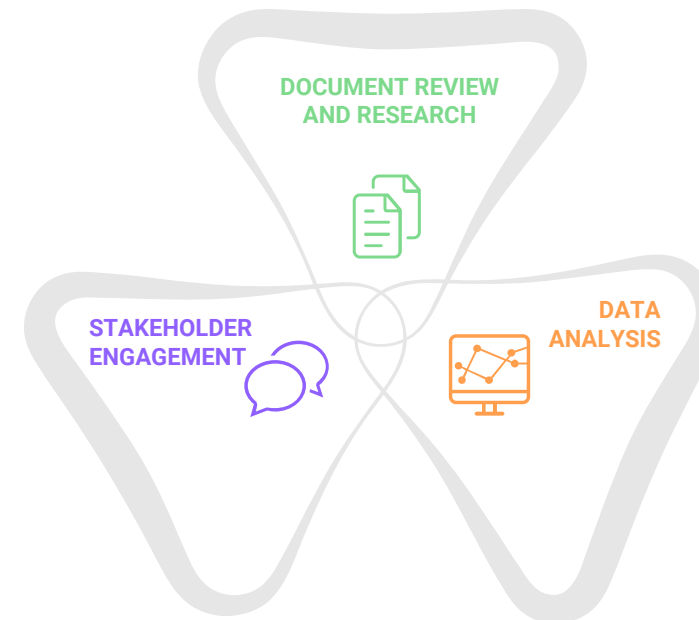 DOCUMENT REVIEW
AND RESEARCH
STAKEHOLDER
ENGAGEMENT
DATA
ANALYSIS